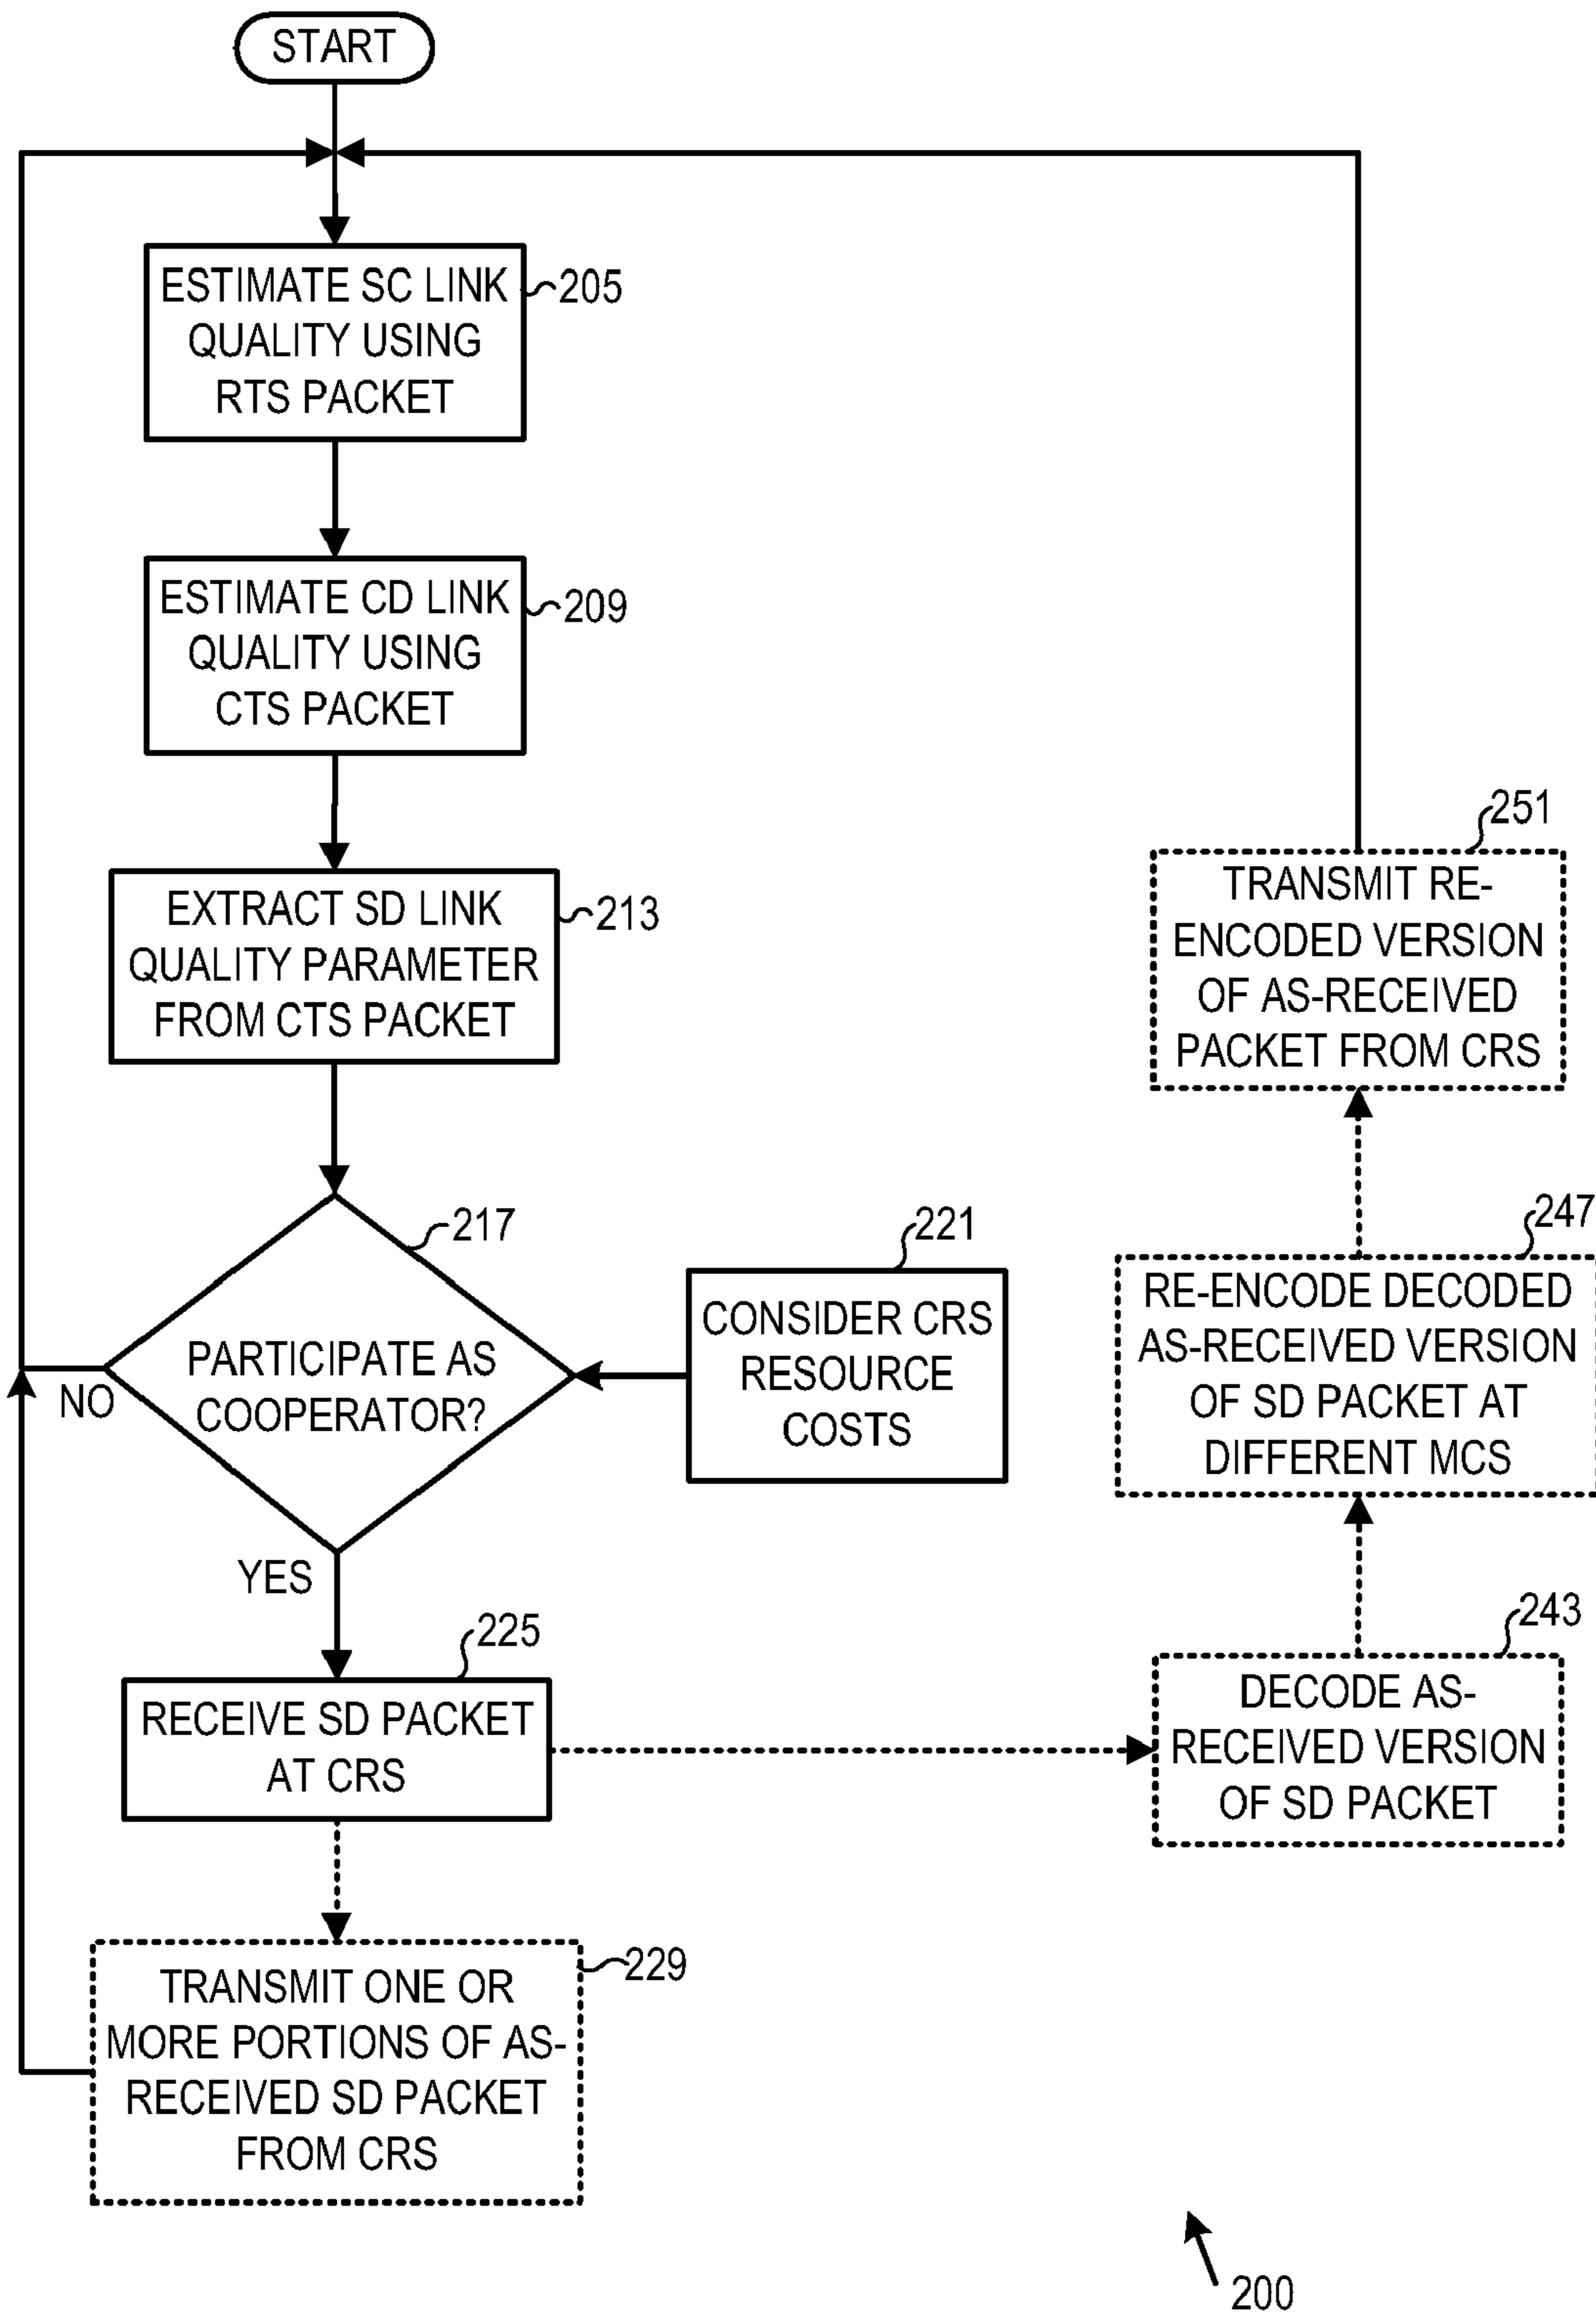 START
ESTIMATE SC LINK
QUALITY USING
RTS PACKET
205
ESTIMATE CD LINK
QUALITY USING
CTS PACKET
209
EXTRACT SD LINK
QUALITY PARAMETER
FROM CTS PACKET
213
PARTICIPATE AS
COOPERATOR?
217
NO
YES
CONSIDER CRS
RESOURCE
COSTS
221
RECEIVE SD PACKET
AT CRS
225
TRANSMIT ONE OR
MORE PORTIONS OF AS-
RECEIVED SD PACKET
FROM CRS
229
DECODE AS-
RECEIVED VERSION
OF SD PACKET
243
RE-ENCODE DECODED
AS-RECEIVED VERSION
OF SD PACKET AT
DIFFERENT MCS
247
TRANSMIT RE-
ENCODED VERSION
OF AS-RECEIVED
PACKET FROM CRS
251
200